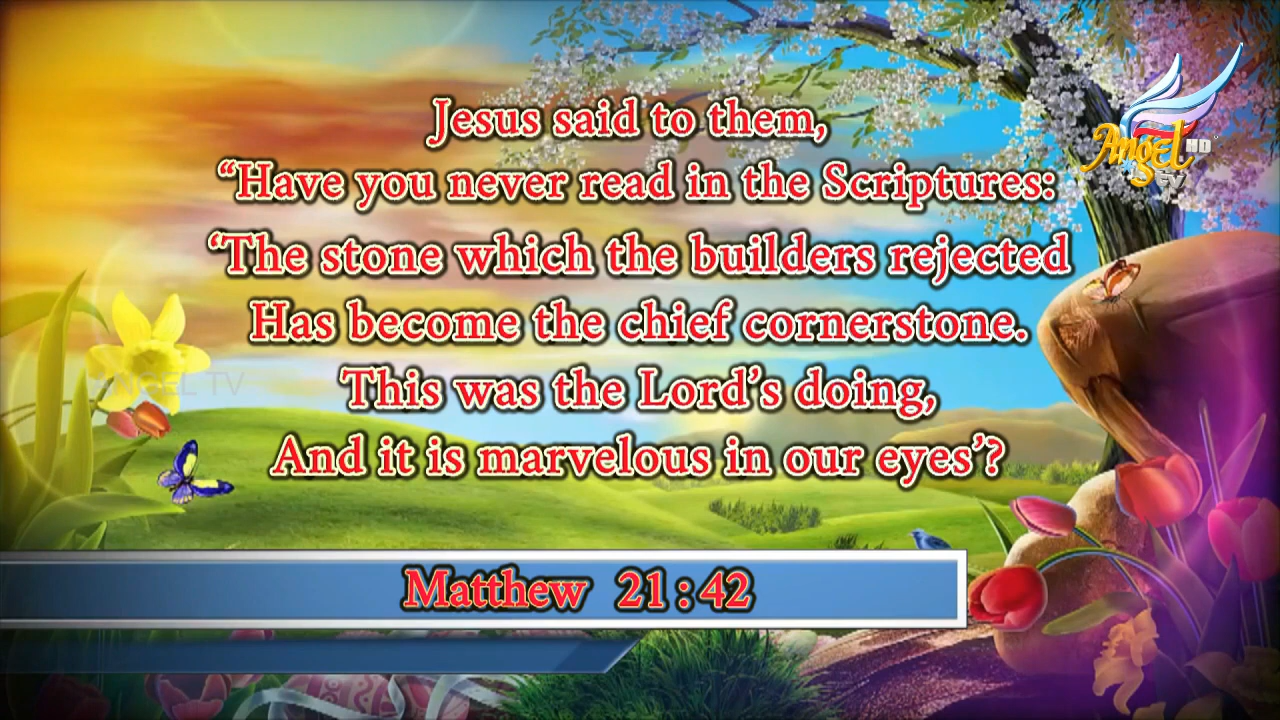 Jesus said to them,
“Have you never read in the Scriptures:
‘The stone which the builders rejected
Has become the chief cornerstone.
This was the Lord’s doing,
And it is marvelous in our eyes’?
Matthew 21:42
Angel HD
TV
ANGEL TV